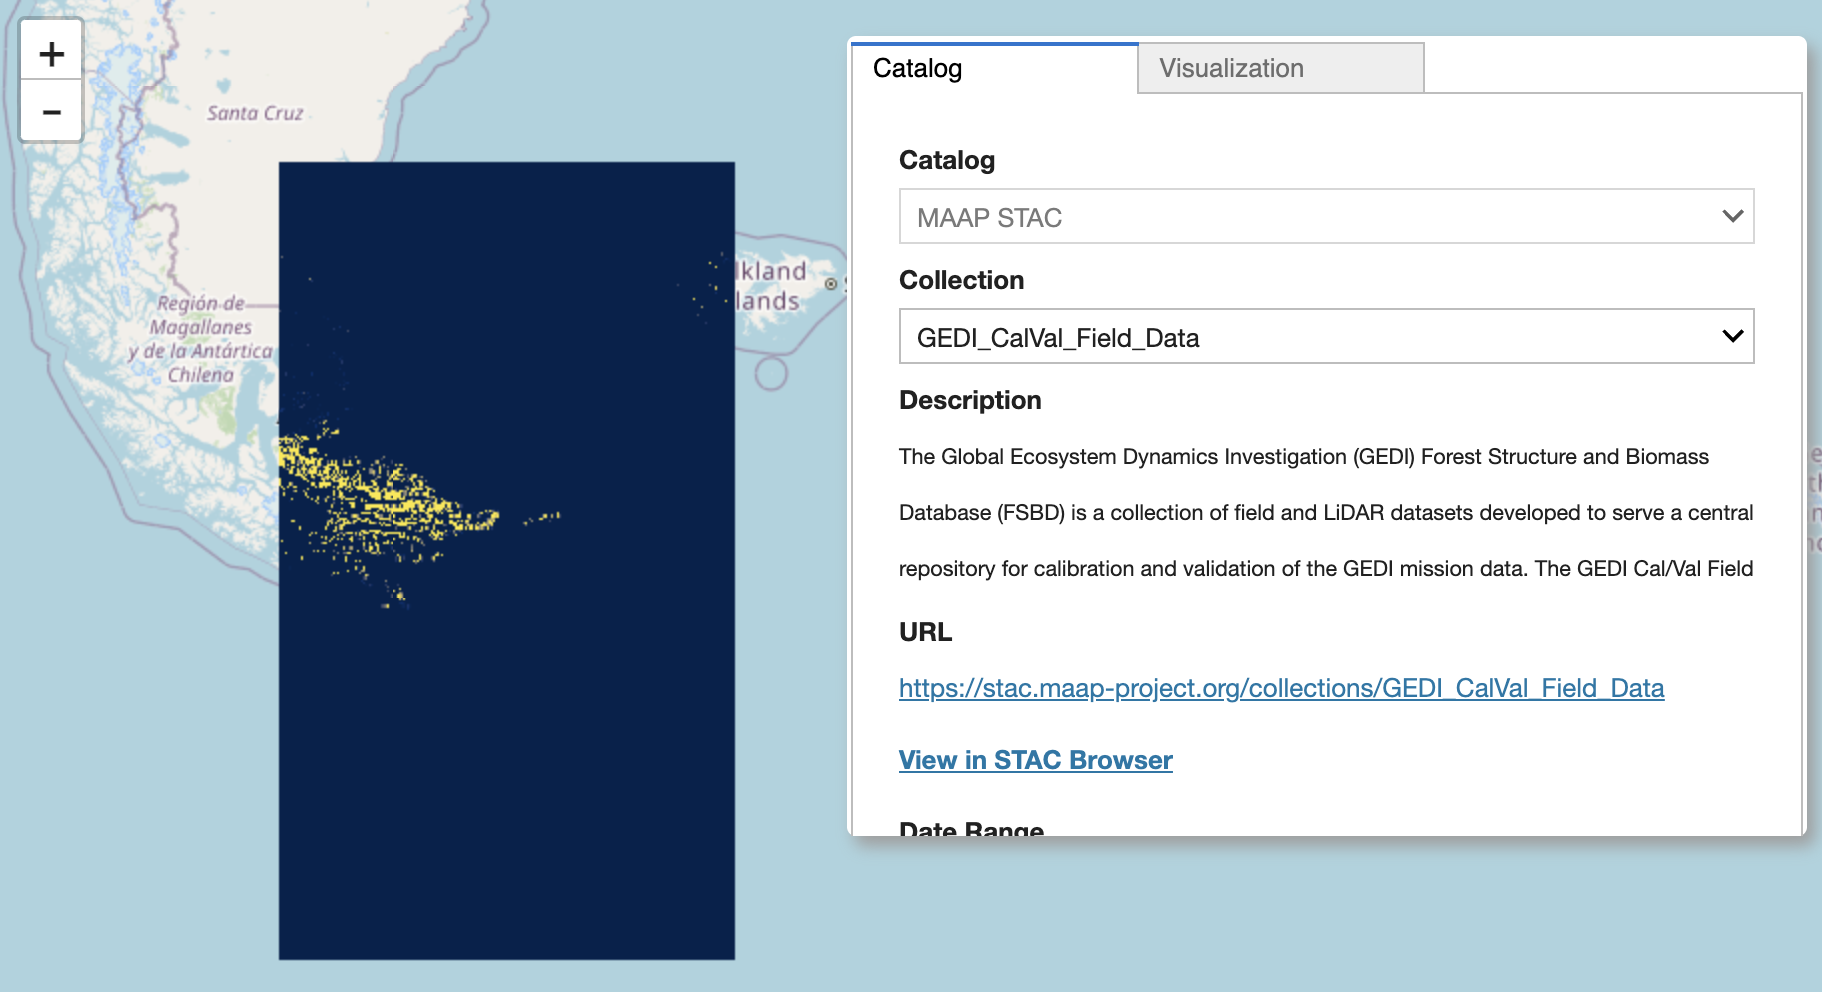 +
-
Santa Cruz
Región de
Magallanes
y de la Antártica
Chilena
lkland
lands
Catalog
Visualization
Catalog
MAAP STAC
Collection
GEDI_CalVal_Field_Data
Description
The Global Ecosystem Dynamics Investigation (GEDI) Forest Structure and Biomass
Database (FSBD) is a collection of field and LiDAR datasets developed to serve a central
repository for calibration and validation of the GEDI mission data. The GEDI Cal/Val Field
URL
https://stac.maap-project.org/collections/GEDI_CalVal_Field_Data
View in STAC Browser
Date Range